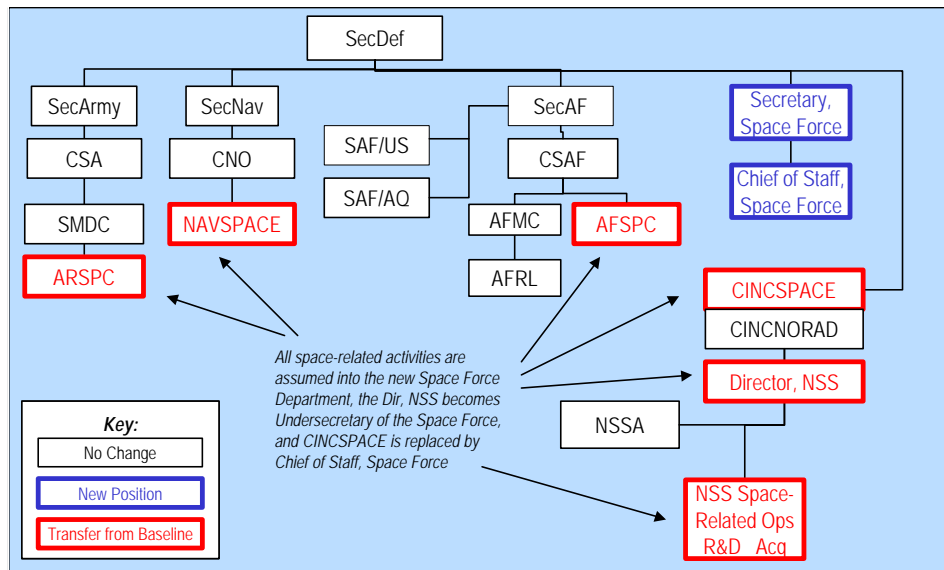 SecDef
SecArmy
SecNav
SecAF
Secretary,
Space Force
SAF/US
CSA
CNO
CSAF
Chief of Staff,
Space Force
SAF/AQ
SMDC
NAVSPACE
AFMC
AFSPC
ARSPC
AFRL
CINCSPACE
CINCNORAD
All space-related activities are
assumed into the new Space Force
Department, the Dir, NSS becomes
Undersecretary of the Space Force,
and CINCSPACE is replaced by
Chief of Staff, Space Force
Director, NSS
NSSA
Key:
No Change
New Position
Transfer from Baseline
NSS Space-
Related Ops
R&D Acq